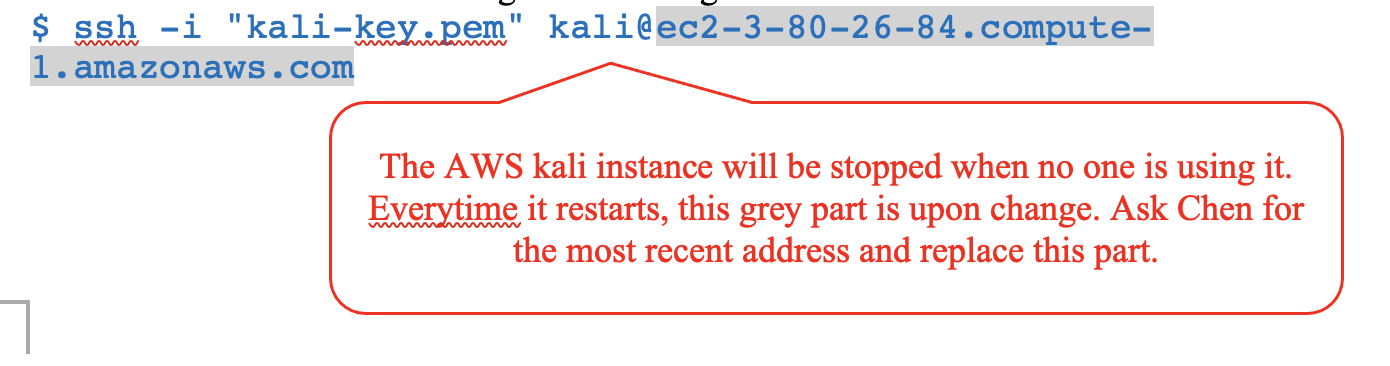 $ ssh -i "kali-key.pem" kali@ec2-3-80-26-84.compute-
1.amazonaws.com
The AWS kali instance will be stopped when no one is using it.
Everytime it restarts, this grey part is upon change. Ask Chen for
the most recent address and replace this part.